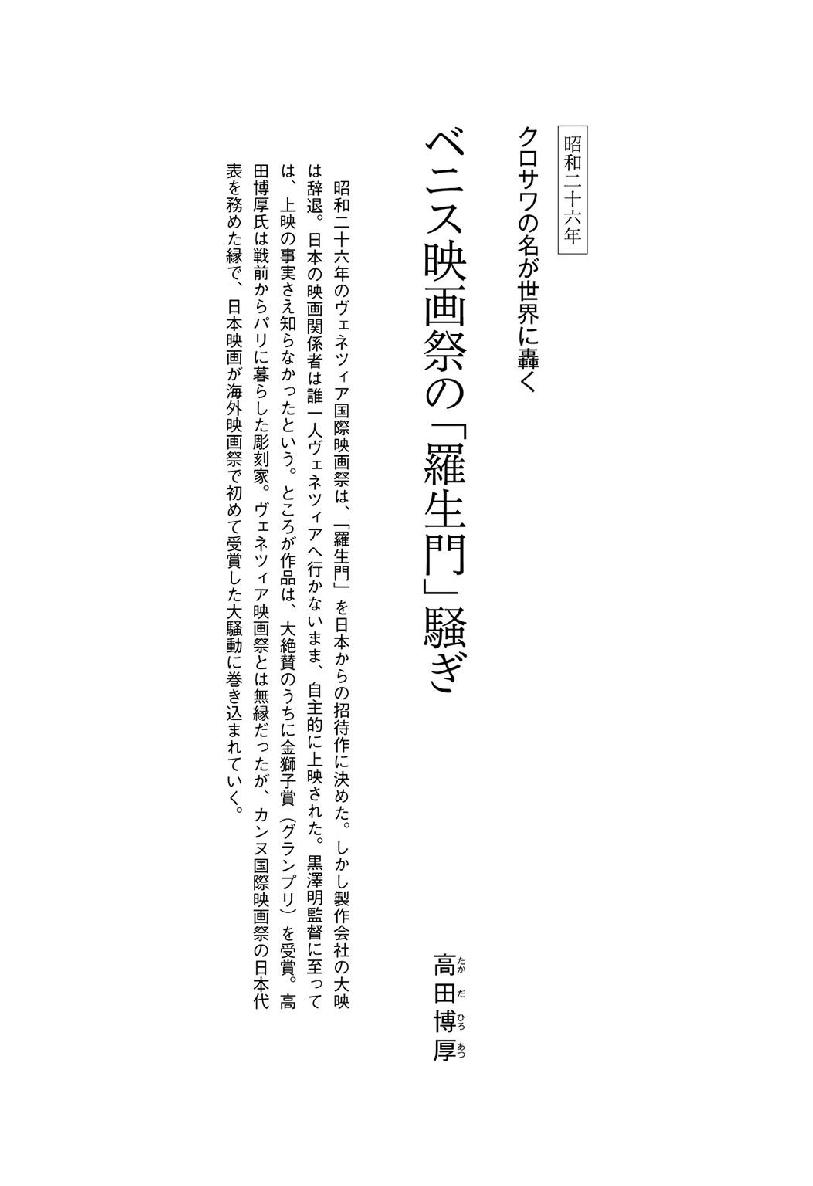 昭和二十六年
クロサワの名が世界に轟く
ベニス映画祭の「羅生門」騒ぎ
高田博厚
たか だ ひろ あつ
昭和二十六年のヴェネツィア国際映画祭は、「羅生門」を日本からの招待作に決めた。しかし製作会社の大映
は辞退。日本の映画関係者は誰一人ヴェネツィアへ行かないまま、自主的に上映された。黒澤明監督に至って
は、上映の事実さえ知らなかったという。ところが作品は、大絶賛のうちに金獅子賞（グランプリ）を受賞。高
田博厚氏は戦前からパリに暮らした彫刻家。ヴェネツィア映画祭とは無縁だったが、カンヌ国際映画祭の日本代
表を務めた縁で、日本映画が海外映画祭で初めて受賞した大騒動に巻き込まれていく。